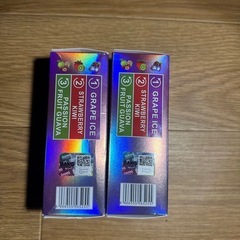 ① GRAPE ICE
② STRAWBERRY
KIWI
③ PASSION
FRUIT GUAVA
① GRAPE ICE
② STRAWBERRY
KIWI
③ PASSION
FRUIT GUAVA